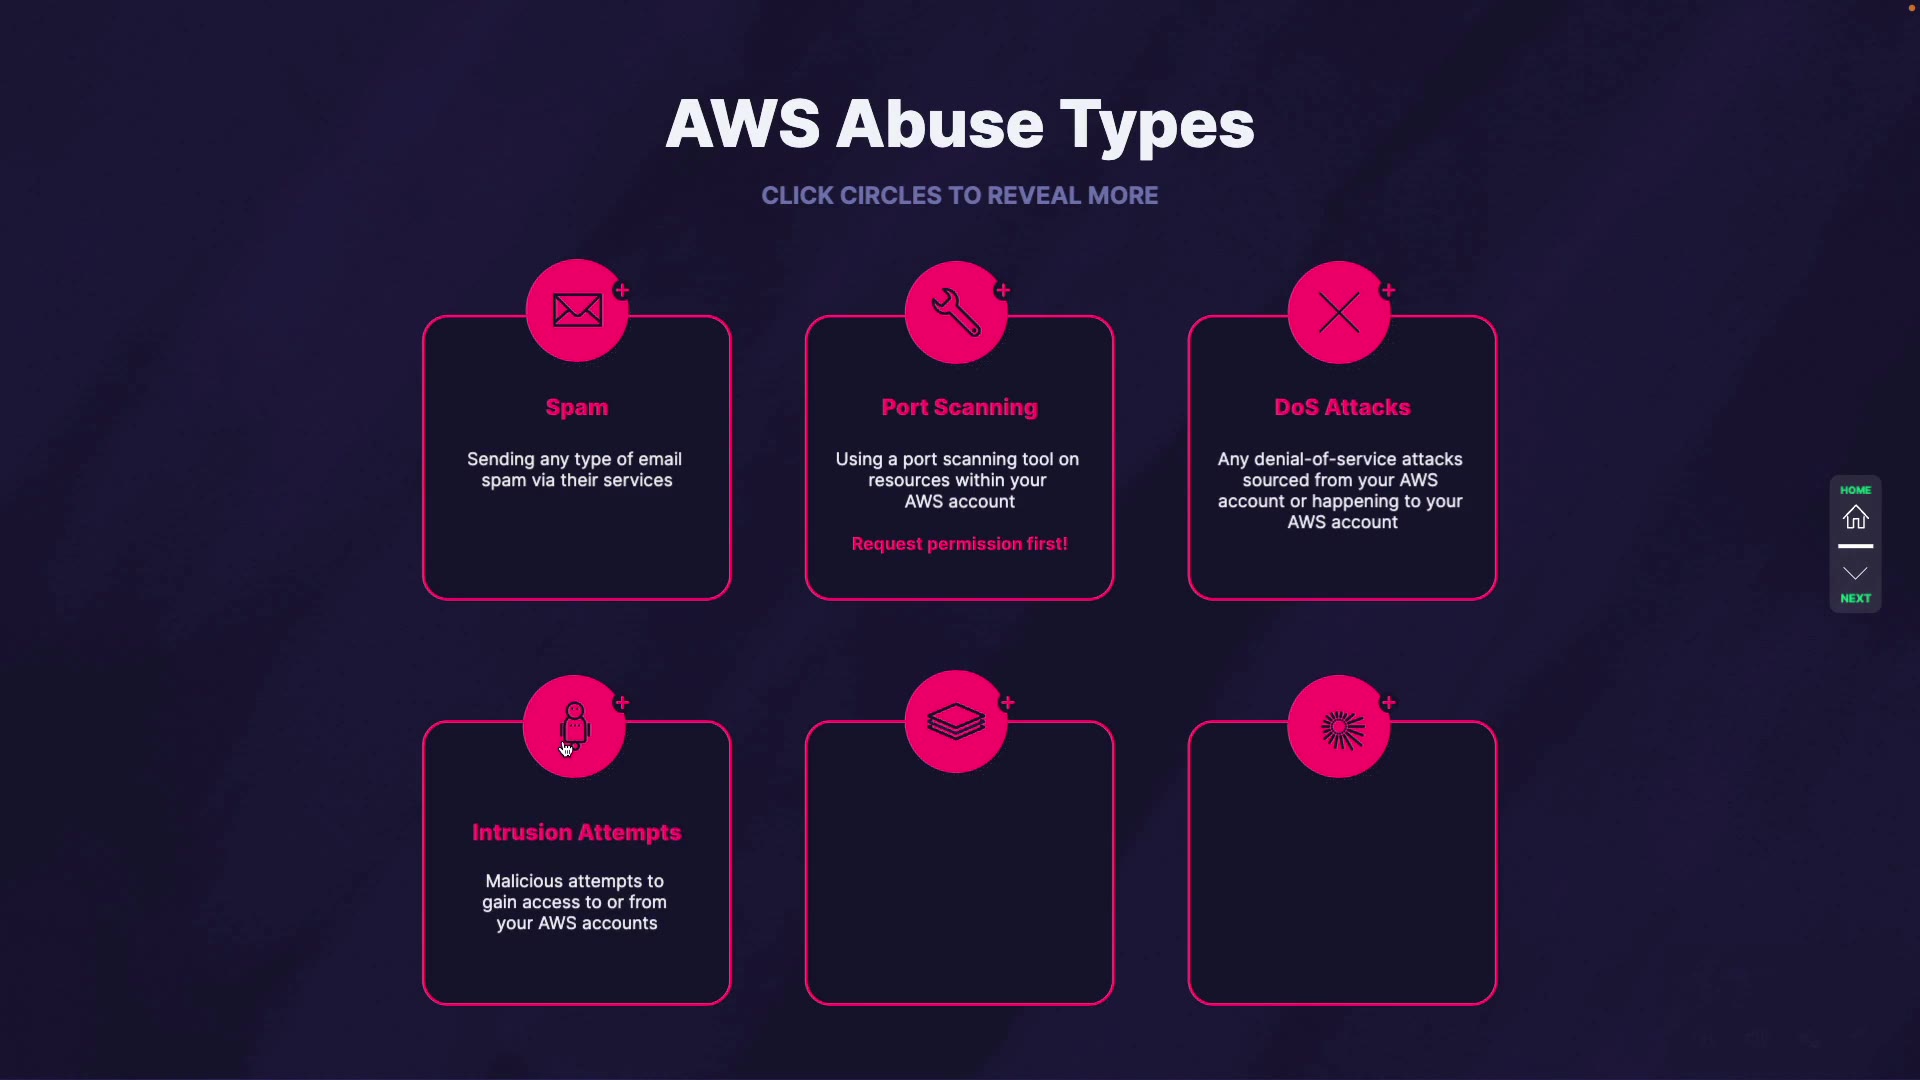 AWS Abuse Types
CLICK CIRCLES TO REVEAL MORE
Spam
Sending any type of email
spam via their services
Port Scanning
Using a port scanning tool on
resources within your
AWS account
Request permission first!
DoS Attacks
Any denial-of-service attacks
sourced from your AWS
account or happening to your
AWS account
HOME
NEXT
Intrusion Attempts
Malicious attempts to
gain access to or from
your AWS accounts